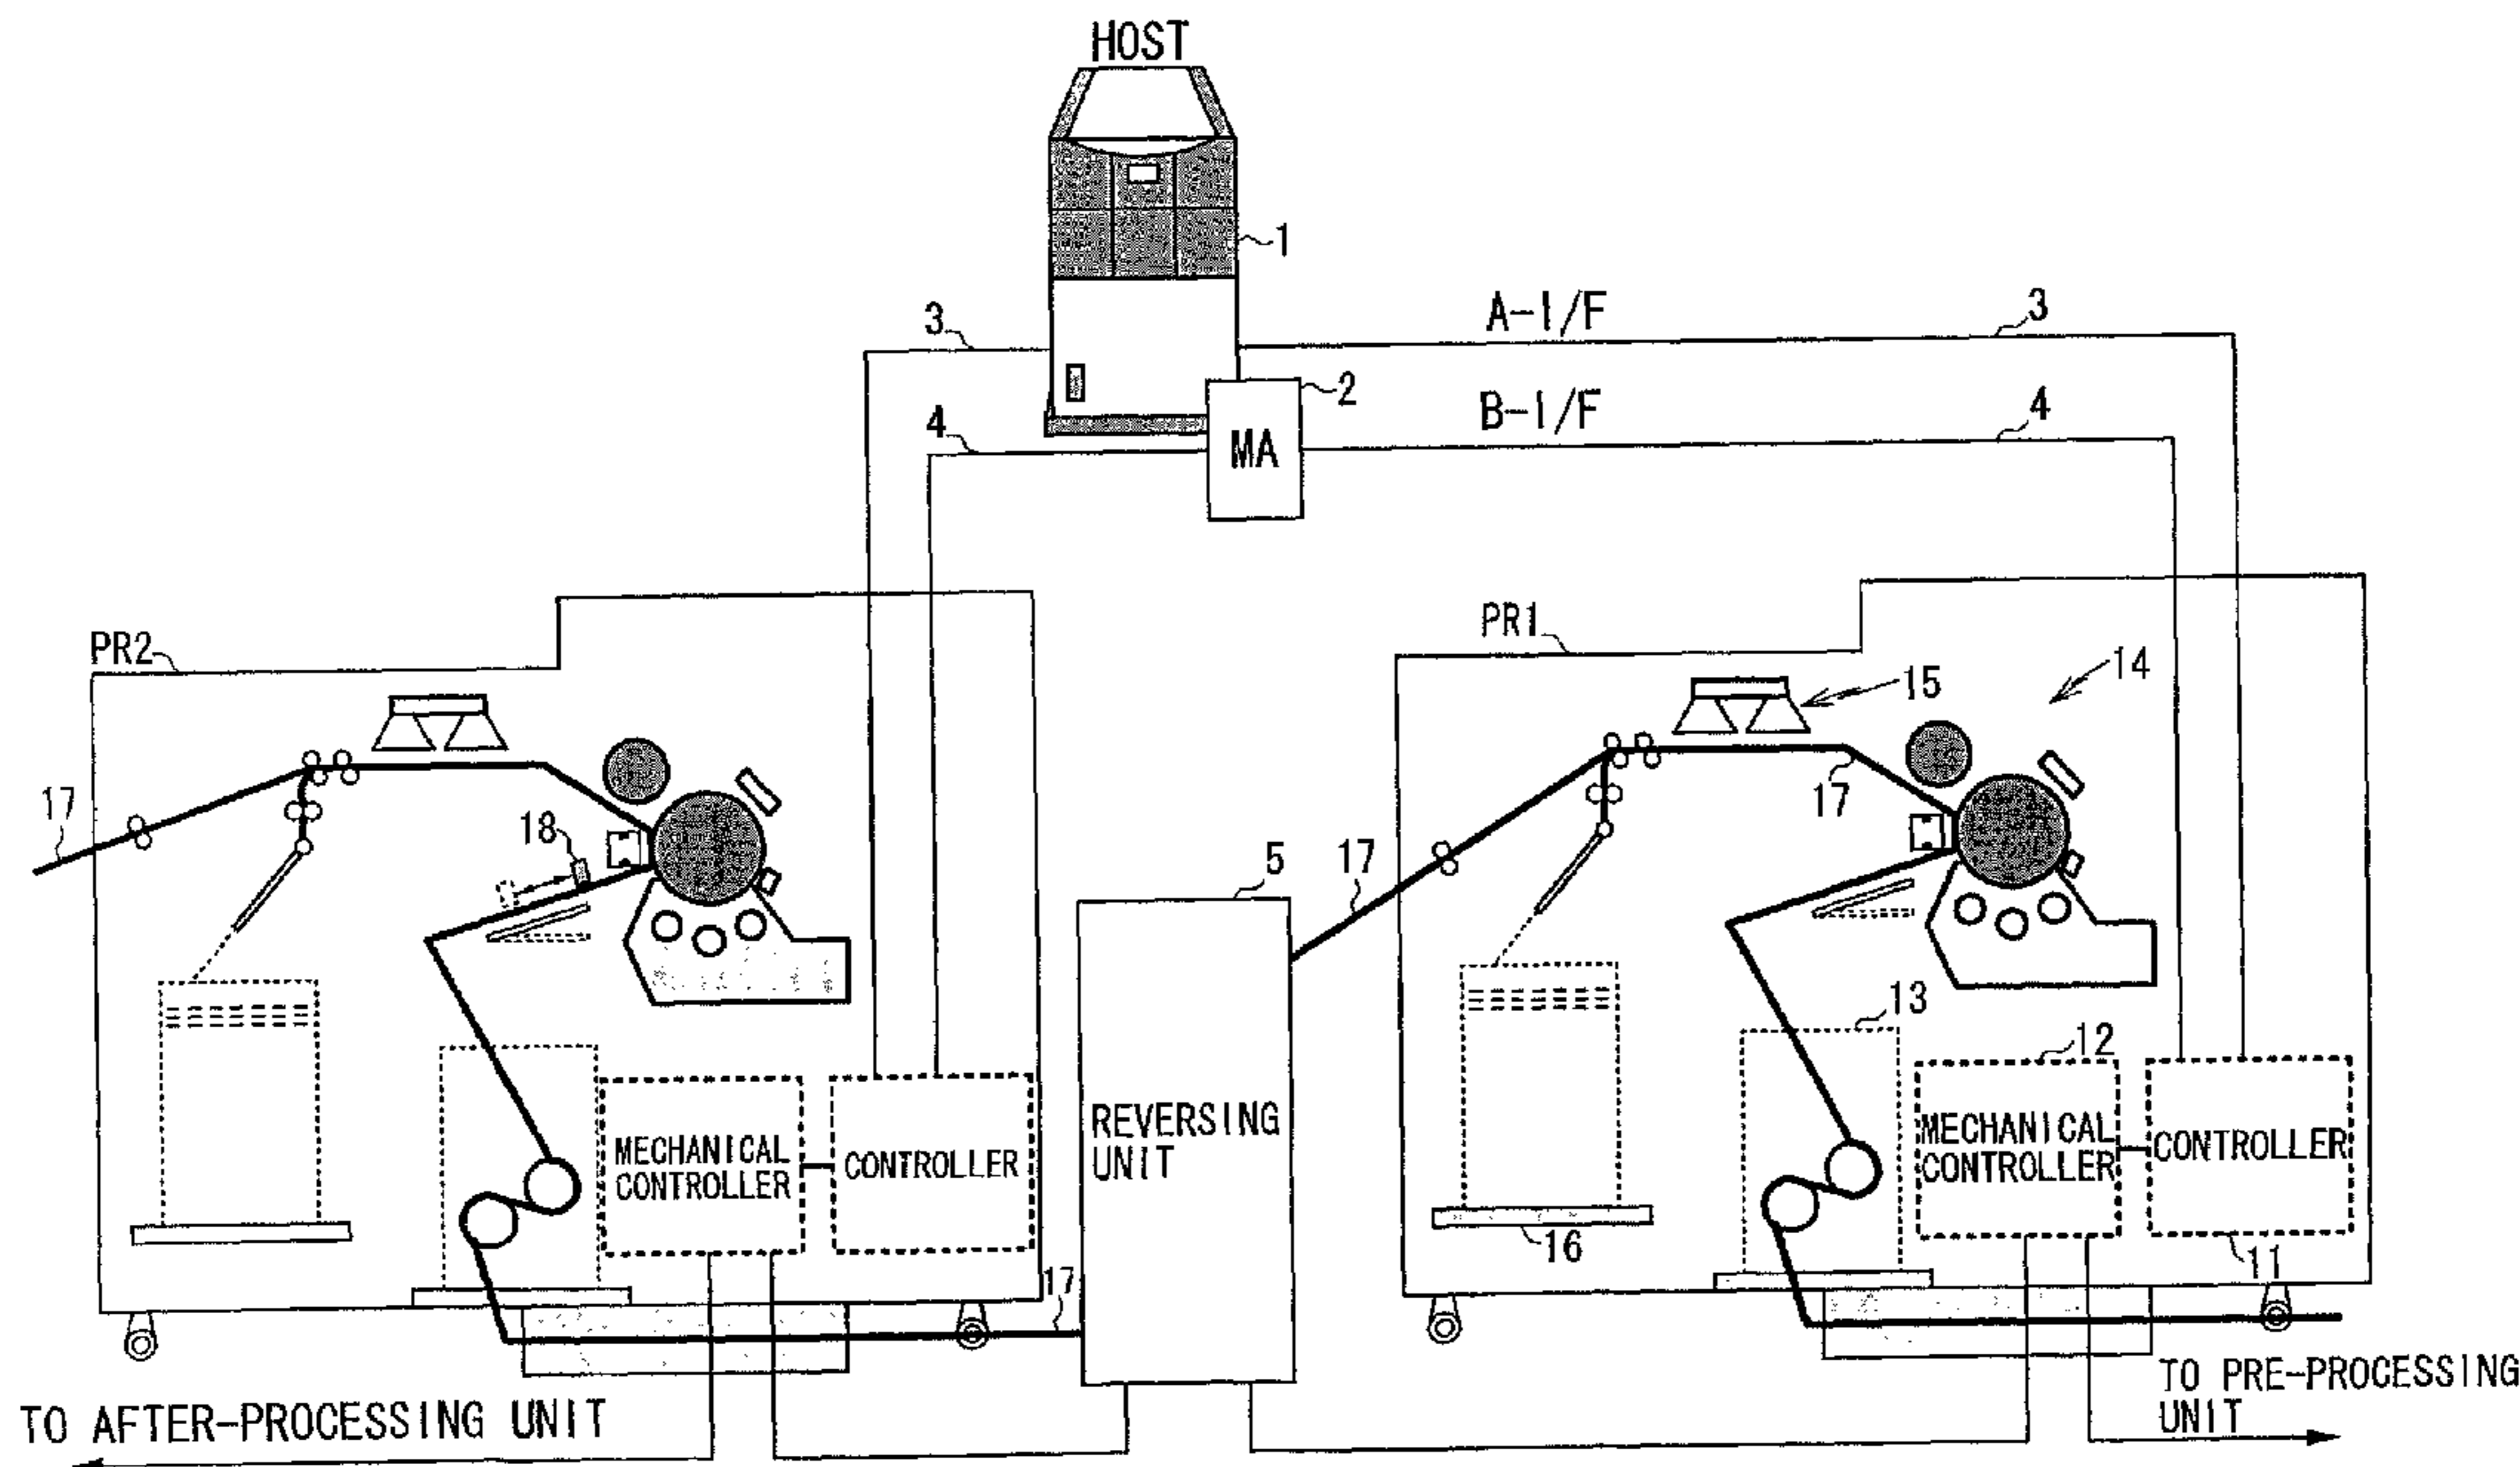 HOST
1
3
A-I/F
3
2
4
B-I/F
4
MA
PR2
PR1
15
14
17
18
17
17
5
13
12
MECHANICAL
CONTROLLER
CONTROLLER
REVERSING
UNIT
MECHANICAL
CONTROLLER
CONTROLLER
16
11
17
TO AFTER-PROCESSING UNIT
TO PRE-PROCESSING
UNIT